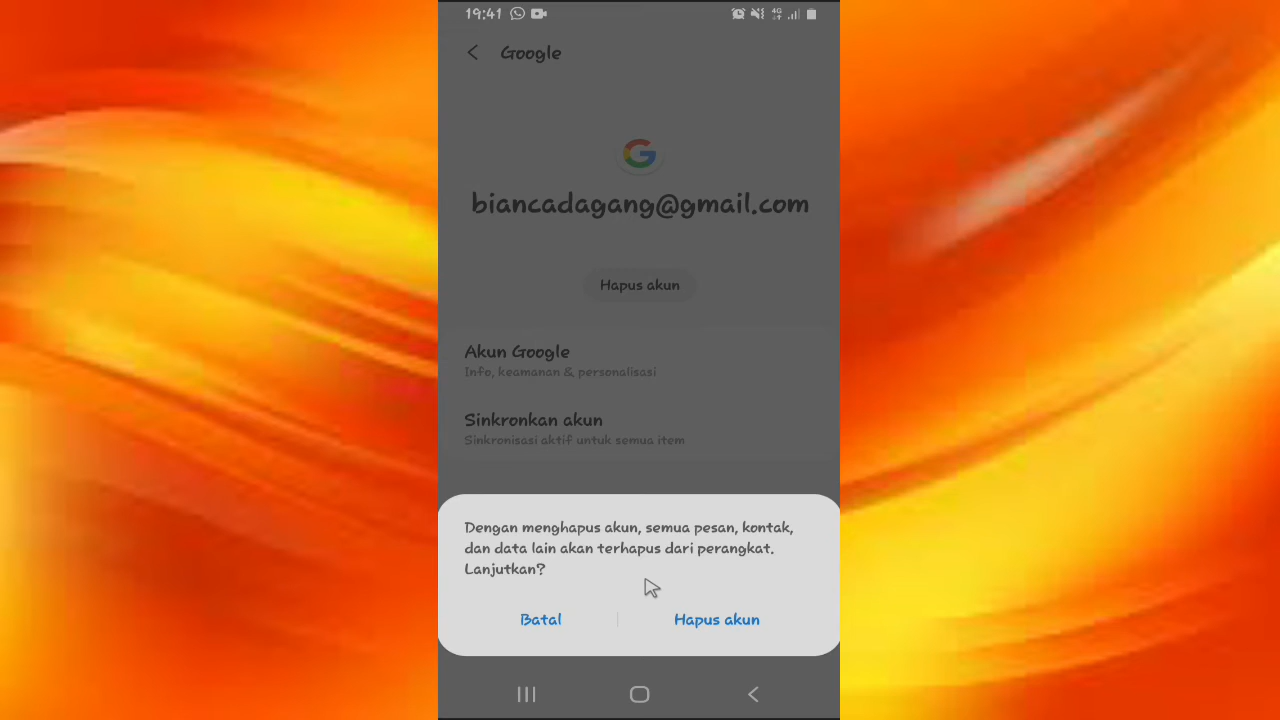 19:41
4G
Google
biancadagang@gmail.com
Hapus akun
Akun Google
Info, keamanan & personalisasi
Sinkronkan akun
Sinkronisasi aktif untuk semua item
Dengan menghapus akun, semua pesan, kontak,
dan data lain akan terhapus dari perangkat.
Lanjutkan?
Batal
Hapus akun